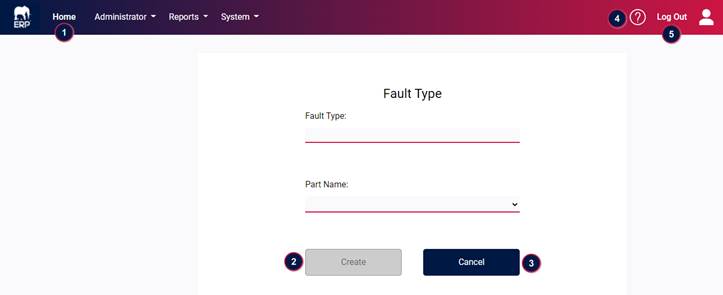 ERP
Home Administrator Reports System ? Log Out
1 4 5
Fault Type
Fault Type:
Part Name:
2 Create Cancel 3